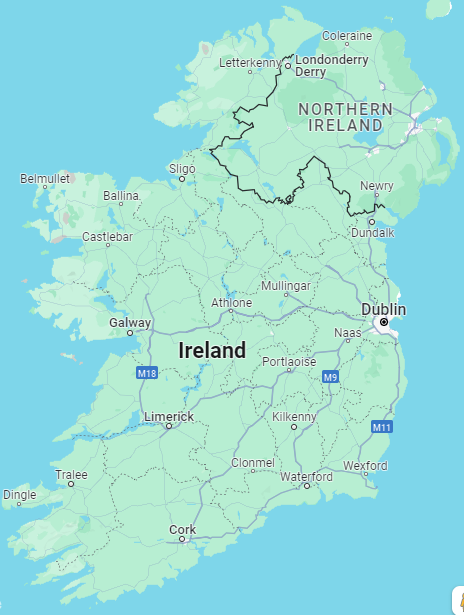 Coleraine
Letterkenny
Londonderry
Derry
NORTHERN
IRELAND
Sligo
Belmullet
Newry
Ballina
Dundalk
Castlebar
Mullingar
Athlone
Dublin
Galway
Naas
Ireland
Portlaoise
M18
M9
Limerick
Kilkenny
M11
Clonmel
Wexford
Tralee
Waterford
Dingle
Cork